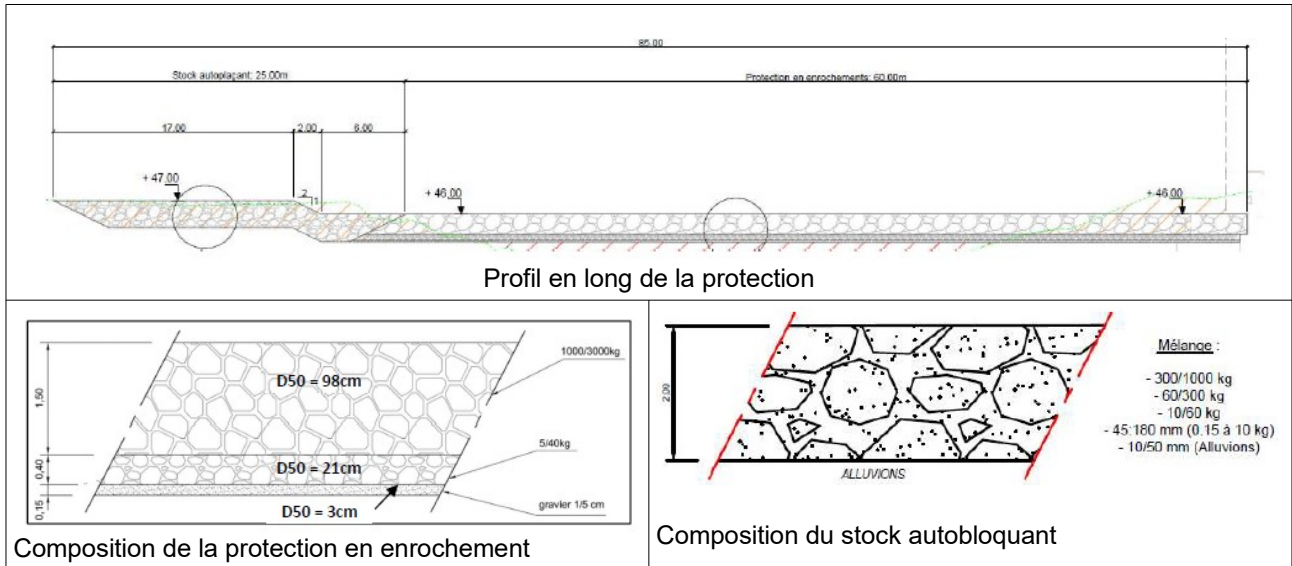 85.00
Stock autoplaçant: 25.00m
Protection en enrochements: 60.00m
17.00
2.00
6.00
+ 47.00
2
1
+ 46.00
+ 46.00
Profil en long de la protection
1000/3000kg
D50 = 98cm
1,50
5/40kg
D50 = 21cm
0,40
gravier 1/5 cm
0,15
D50 = 3cm
Composition de la protection en enrochement
Mélange :
- 300/1000 kg
- 60/300 kg
- 10/60 kg
- 45:180 mm (0,15 à 10 kg)
- 10/50 mm (Alluvions)
ALLUVIONS
Composition du stock autobloquant